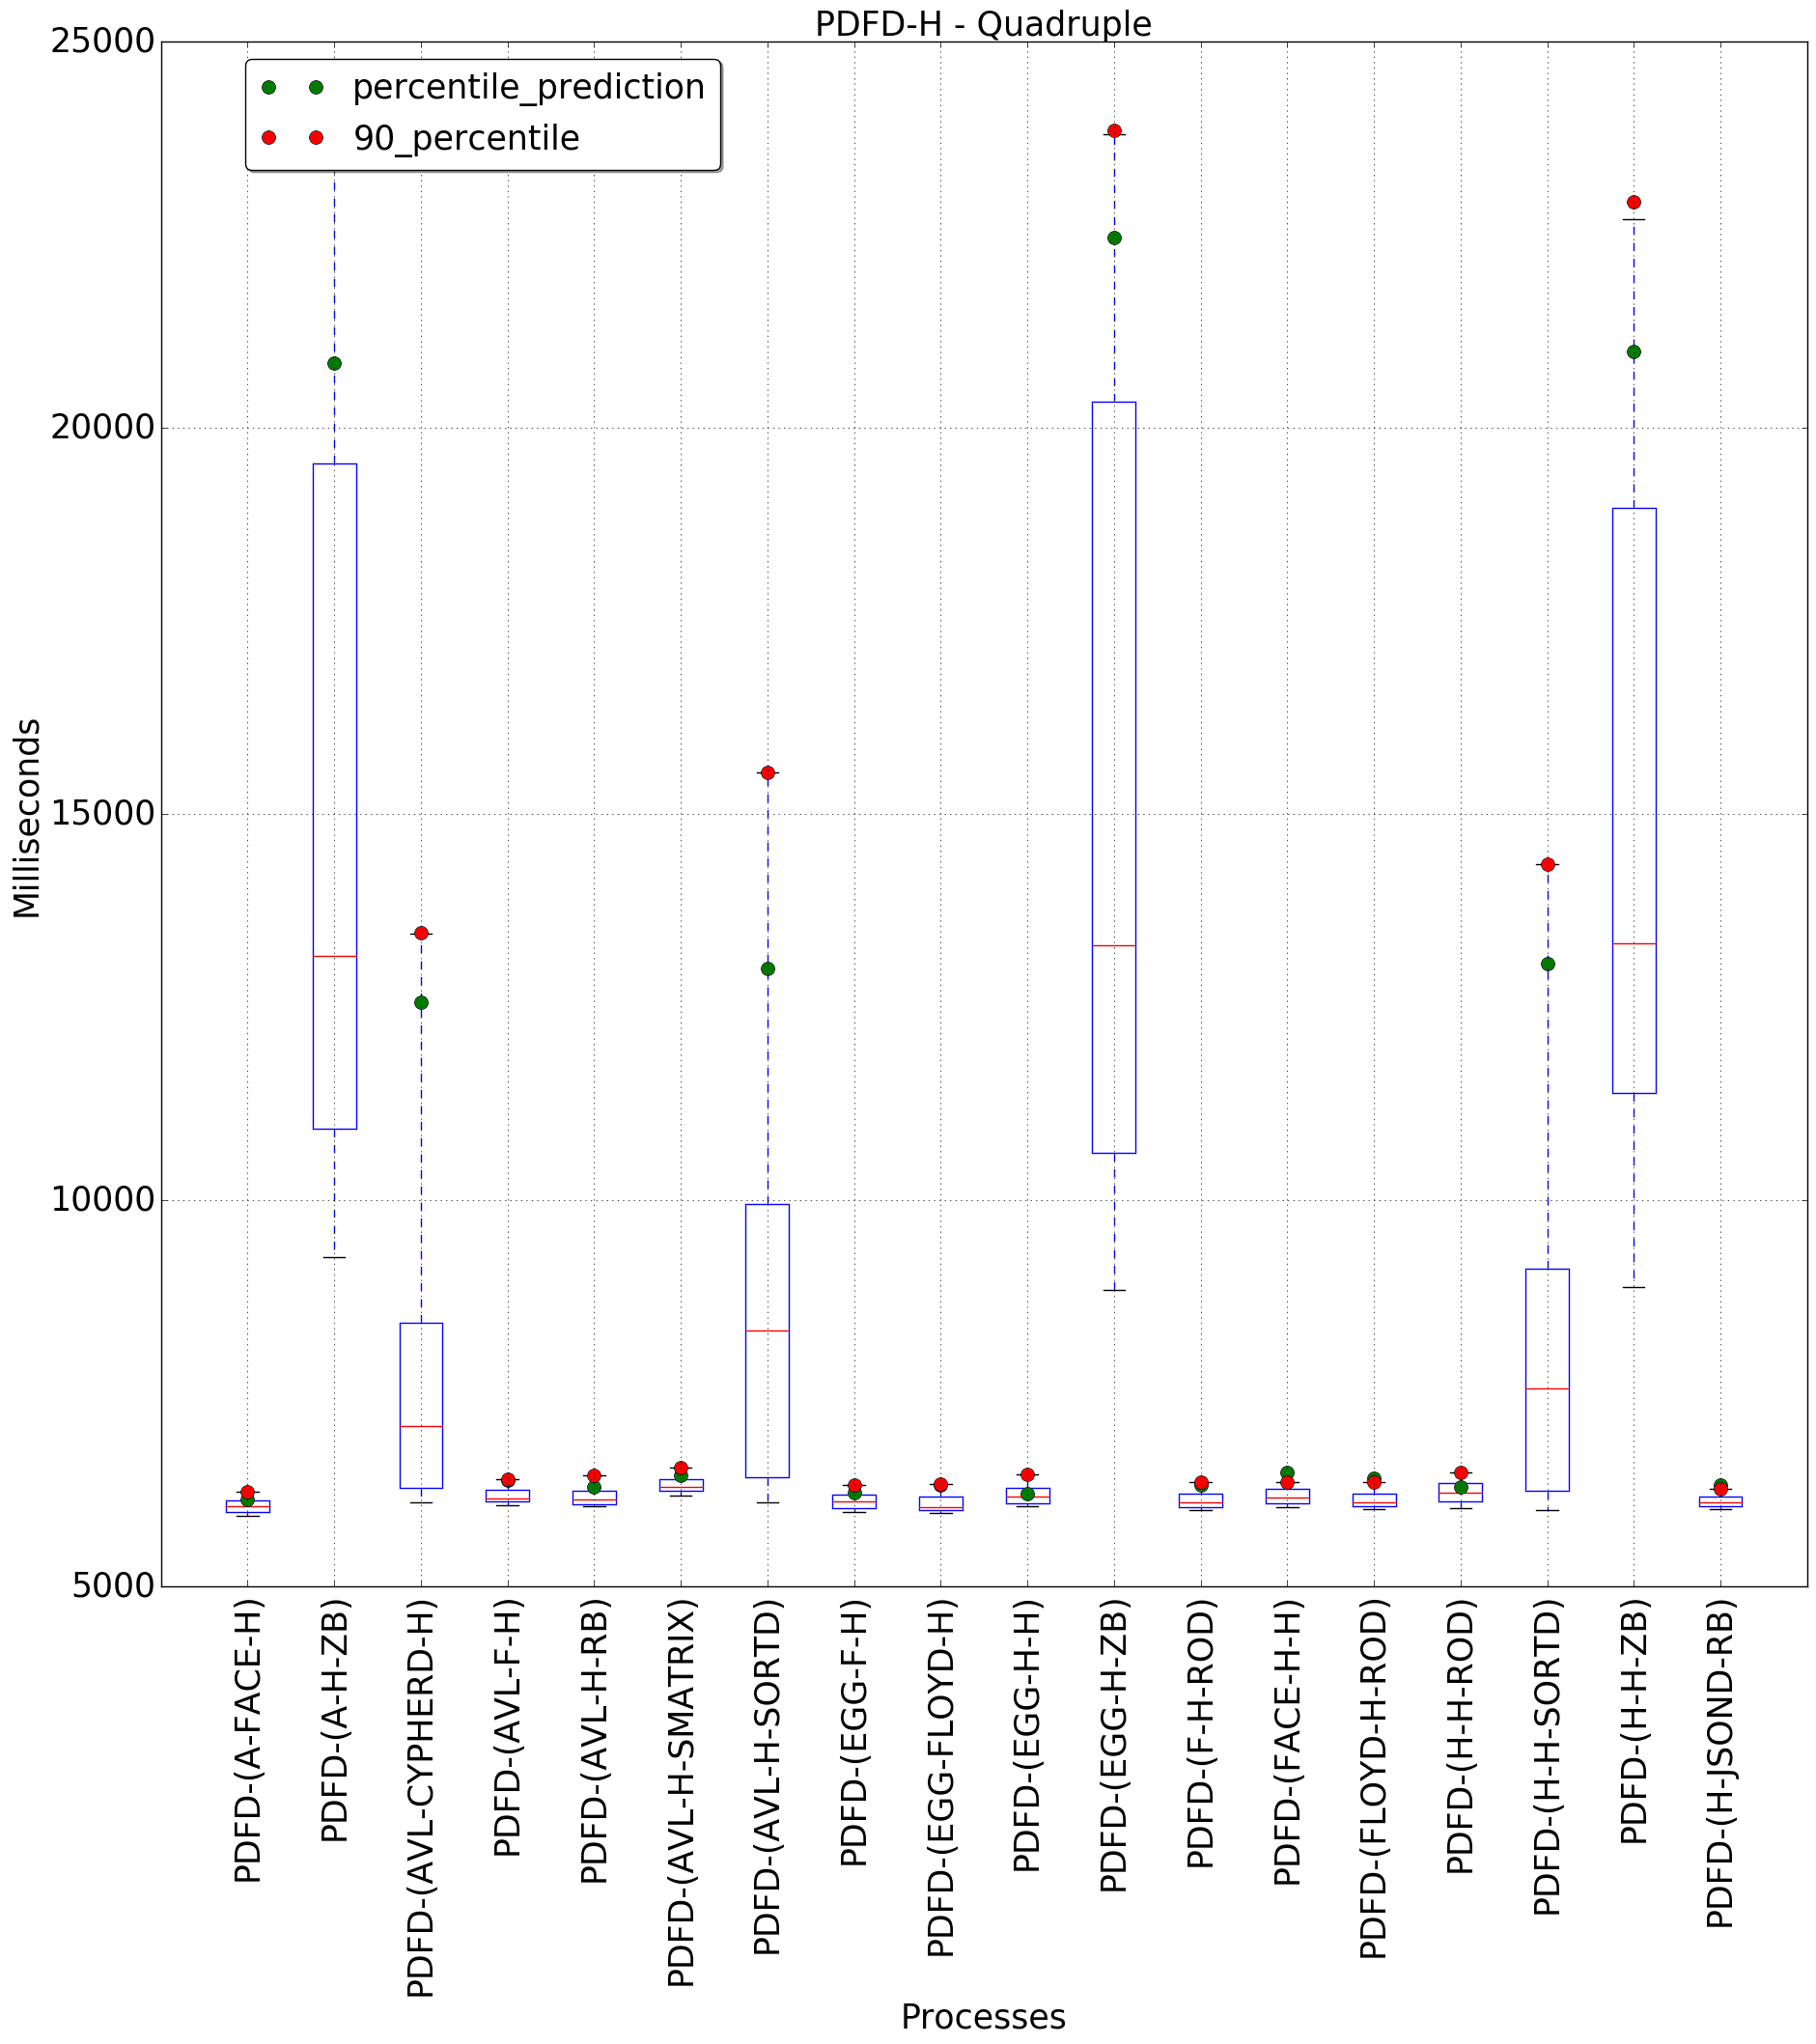 PDFD-H - Quadruple
percentile_prediction
90_percentile
25000
20000
15000
10000
5000
Milliseconds
PDFD-(A-FACE-H)
PDFD-(A-H-ZB)
PDFD-(AVL-CYPHERD-H)
PDFD-(AVL-F-H)
PDFD-(AVL-H-RB)
PDFD-(AVL-H-SMATRIX)
PDFD-(AVL-H-SORTD)
PDFD-(EGG-F-H)
PDFD-(EGG-FLOYD-H)
PDFD-(EGG-H-H)
PDFD-(EGG-H-ZB)
PDFD-(F-H-ROD)
PDFD-(FACE-H-H)
PDFD-(FLOYD-H-ROD)
PDFD-(H-H-ROD)
PDFD-(H-H-SORTD)
PDFD-(H-H-ZB)
PDFD-(H-JSOND-RB)
Processes